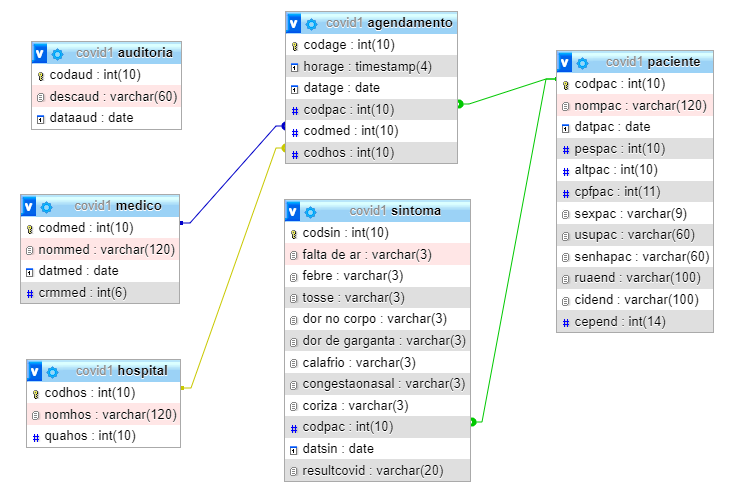 v covid1 auditoria
codaud : int(10)
descaud : varchar(60)
dataaud : date
v covid1 agendamento
codage : int(10)
horage : timestamp(4)
datage : date
codpac : int(10)
codmed : int(10)
codhos : int(10)
v covid1 paciente
codpac : int(10)
nompac : varchar(120)
datpac : date
pespac : int(10)
altpac : int(10)
cpfpac : int(11)
sexpac : varchar(9)
usupac : varchar(60)
senhapac : varchar(60)
ruaend : varchar(100)
cidend : varchar(100)
cepend : int(14)
v covid1 medico
codmed : int(10)
nommed : varchar(120)
datmed : date
crmmed : int(6)
v covid1 sintoma
codsin : int(10)
falta de ar : varchar(3)
febre : varchar(3)
tosse : varchar(3)
dor no corpo : varchar(3)
dor de garganta : varchar(3)
calafrio : varchar(3)
congestaonasal : varchar(3)
coriza : varchar(3)
codpac : int(10)
datsin : date
resultcovid : varchar(20)
v covid1 hospital
codhos : int(10)
nomhos : varchar(120)
quahos : int(10)